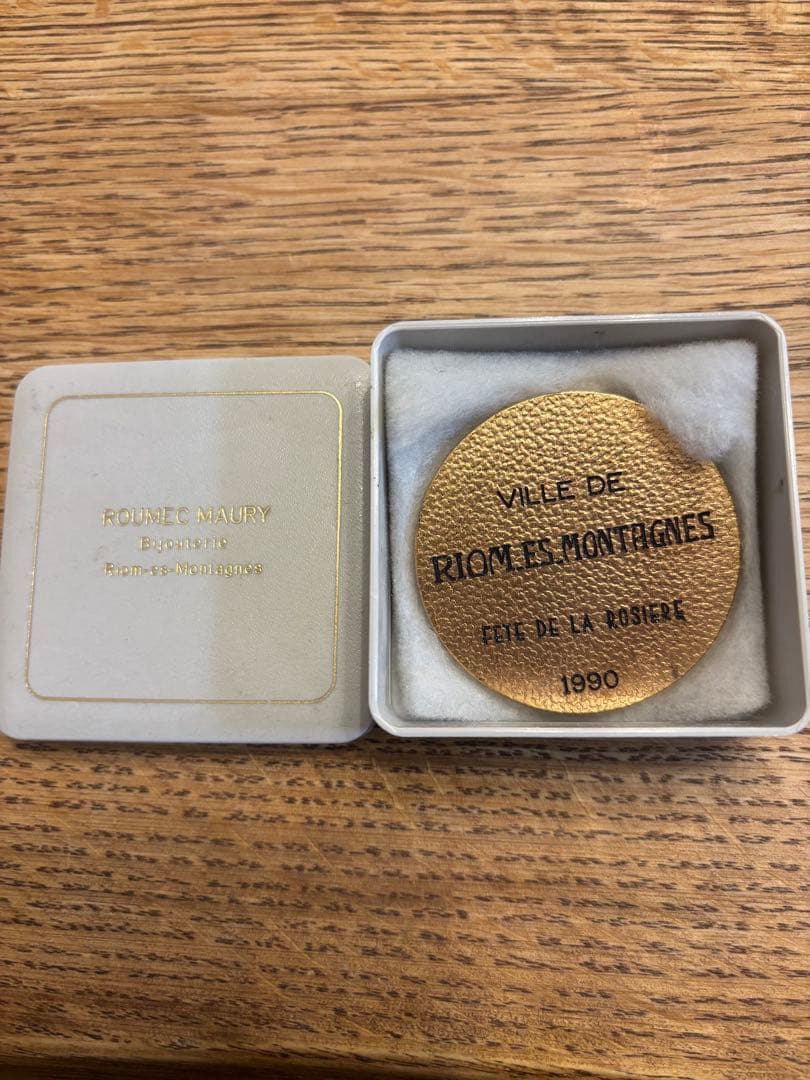 ROUMEC MAURY
Bijouterie
Riom-es-Montagnes
VILLE DE
RIOM.ES.MONTAGNES
FETE DE LA ROSIERE
1990